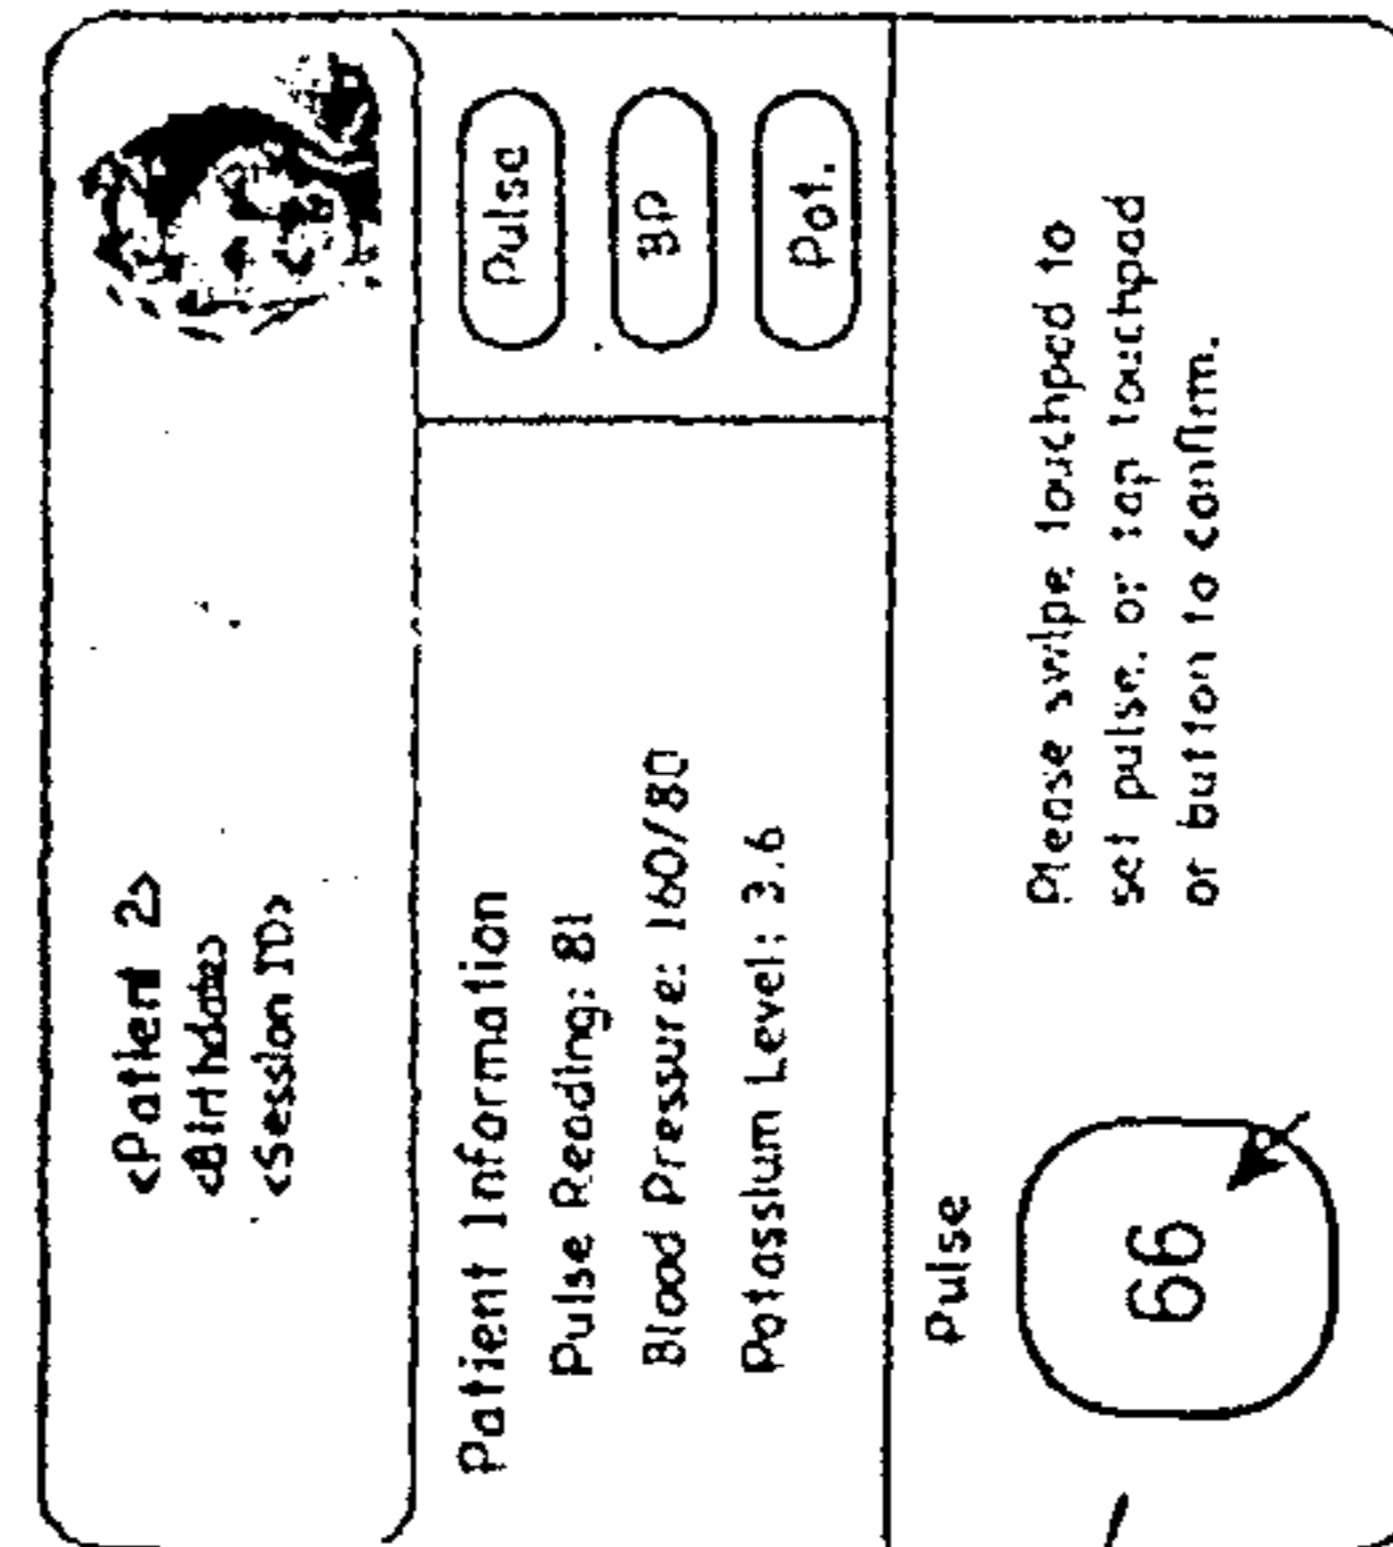 <Patient 2>
<Birthdate>
<Session ID>
Patient Information
Pulse Reading: 81
Blood Pressure: 160/80
Potassium Level: 3.6
Pulse
BP
Pot.
Pulse
66
Please swipe touchpad to
set pulse, or tap touchpad
or button to confirm.